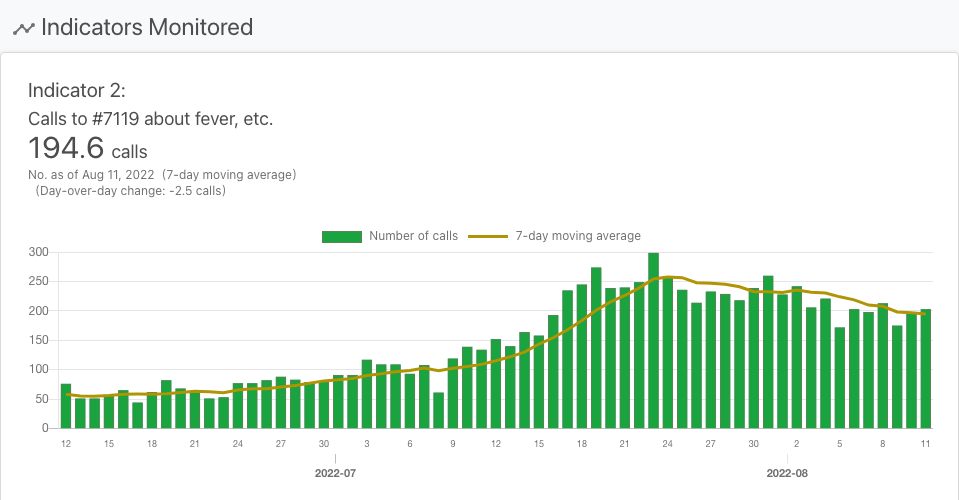 Indicators Monitored
Indicator 2:
Calls to #7119 about fever, etc.
194.6 calls
No. as of Aug 11, 2022 (7-day moving average)
(Day-over-day change: -2.5 calls)
Number of calls 7-day moving average
300
250
200
150
100
50
0
12 15 18 21 24 27 30 3 6 9 12 15 18 21 24 27 30 2 5 8 11
2022-07 2022-08